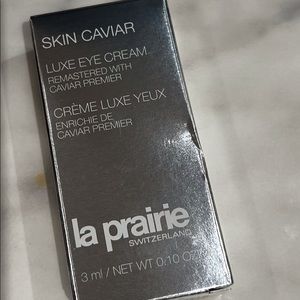 SKIN CAVIAR
LUXE EYE CREAM
REMASTERED WITH
CAVIAR PREMIER
CRÈME LUXE YEUX
ENRICHIE DE
CAVIAR PREMIER
la prairie
SWITZERLAND
3 ml / NET WT 0.10 OZ